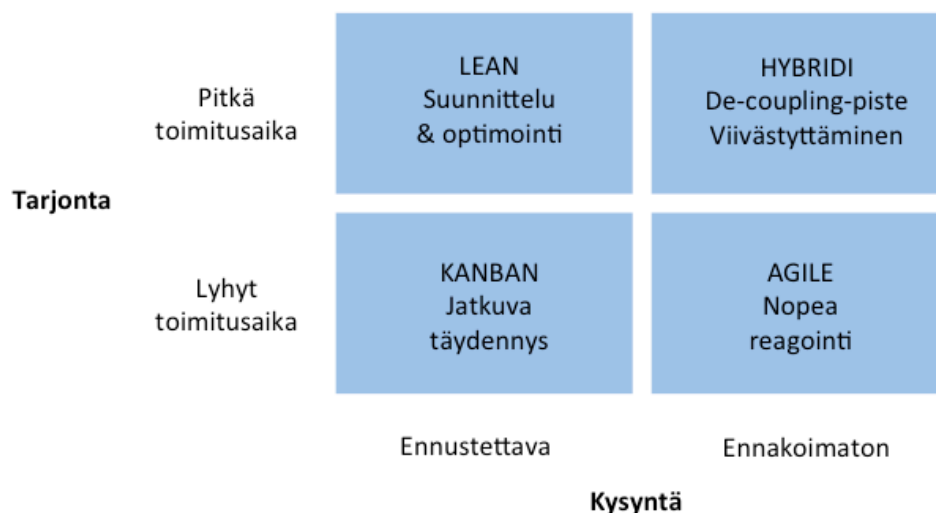 LEAN
Suunnittelu
& optimointi
HYBRIDI
De-coupling-piste
Viivästyttäminen
Pitkä
toimitusaika
Tarjonta
KANBAN
Jatkuva
täydennys
AGILE
Nopea
reagointi
Lyhyt
toimitusaika
Ennustettava
Ennakoimaton
Kysyntä